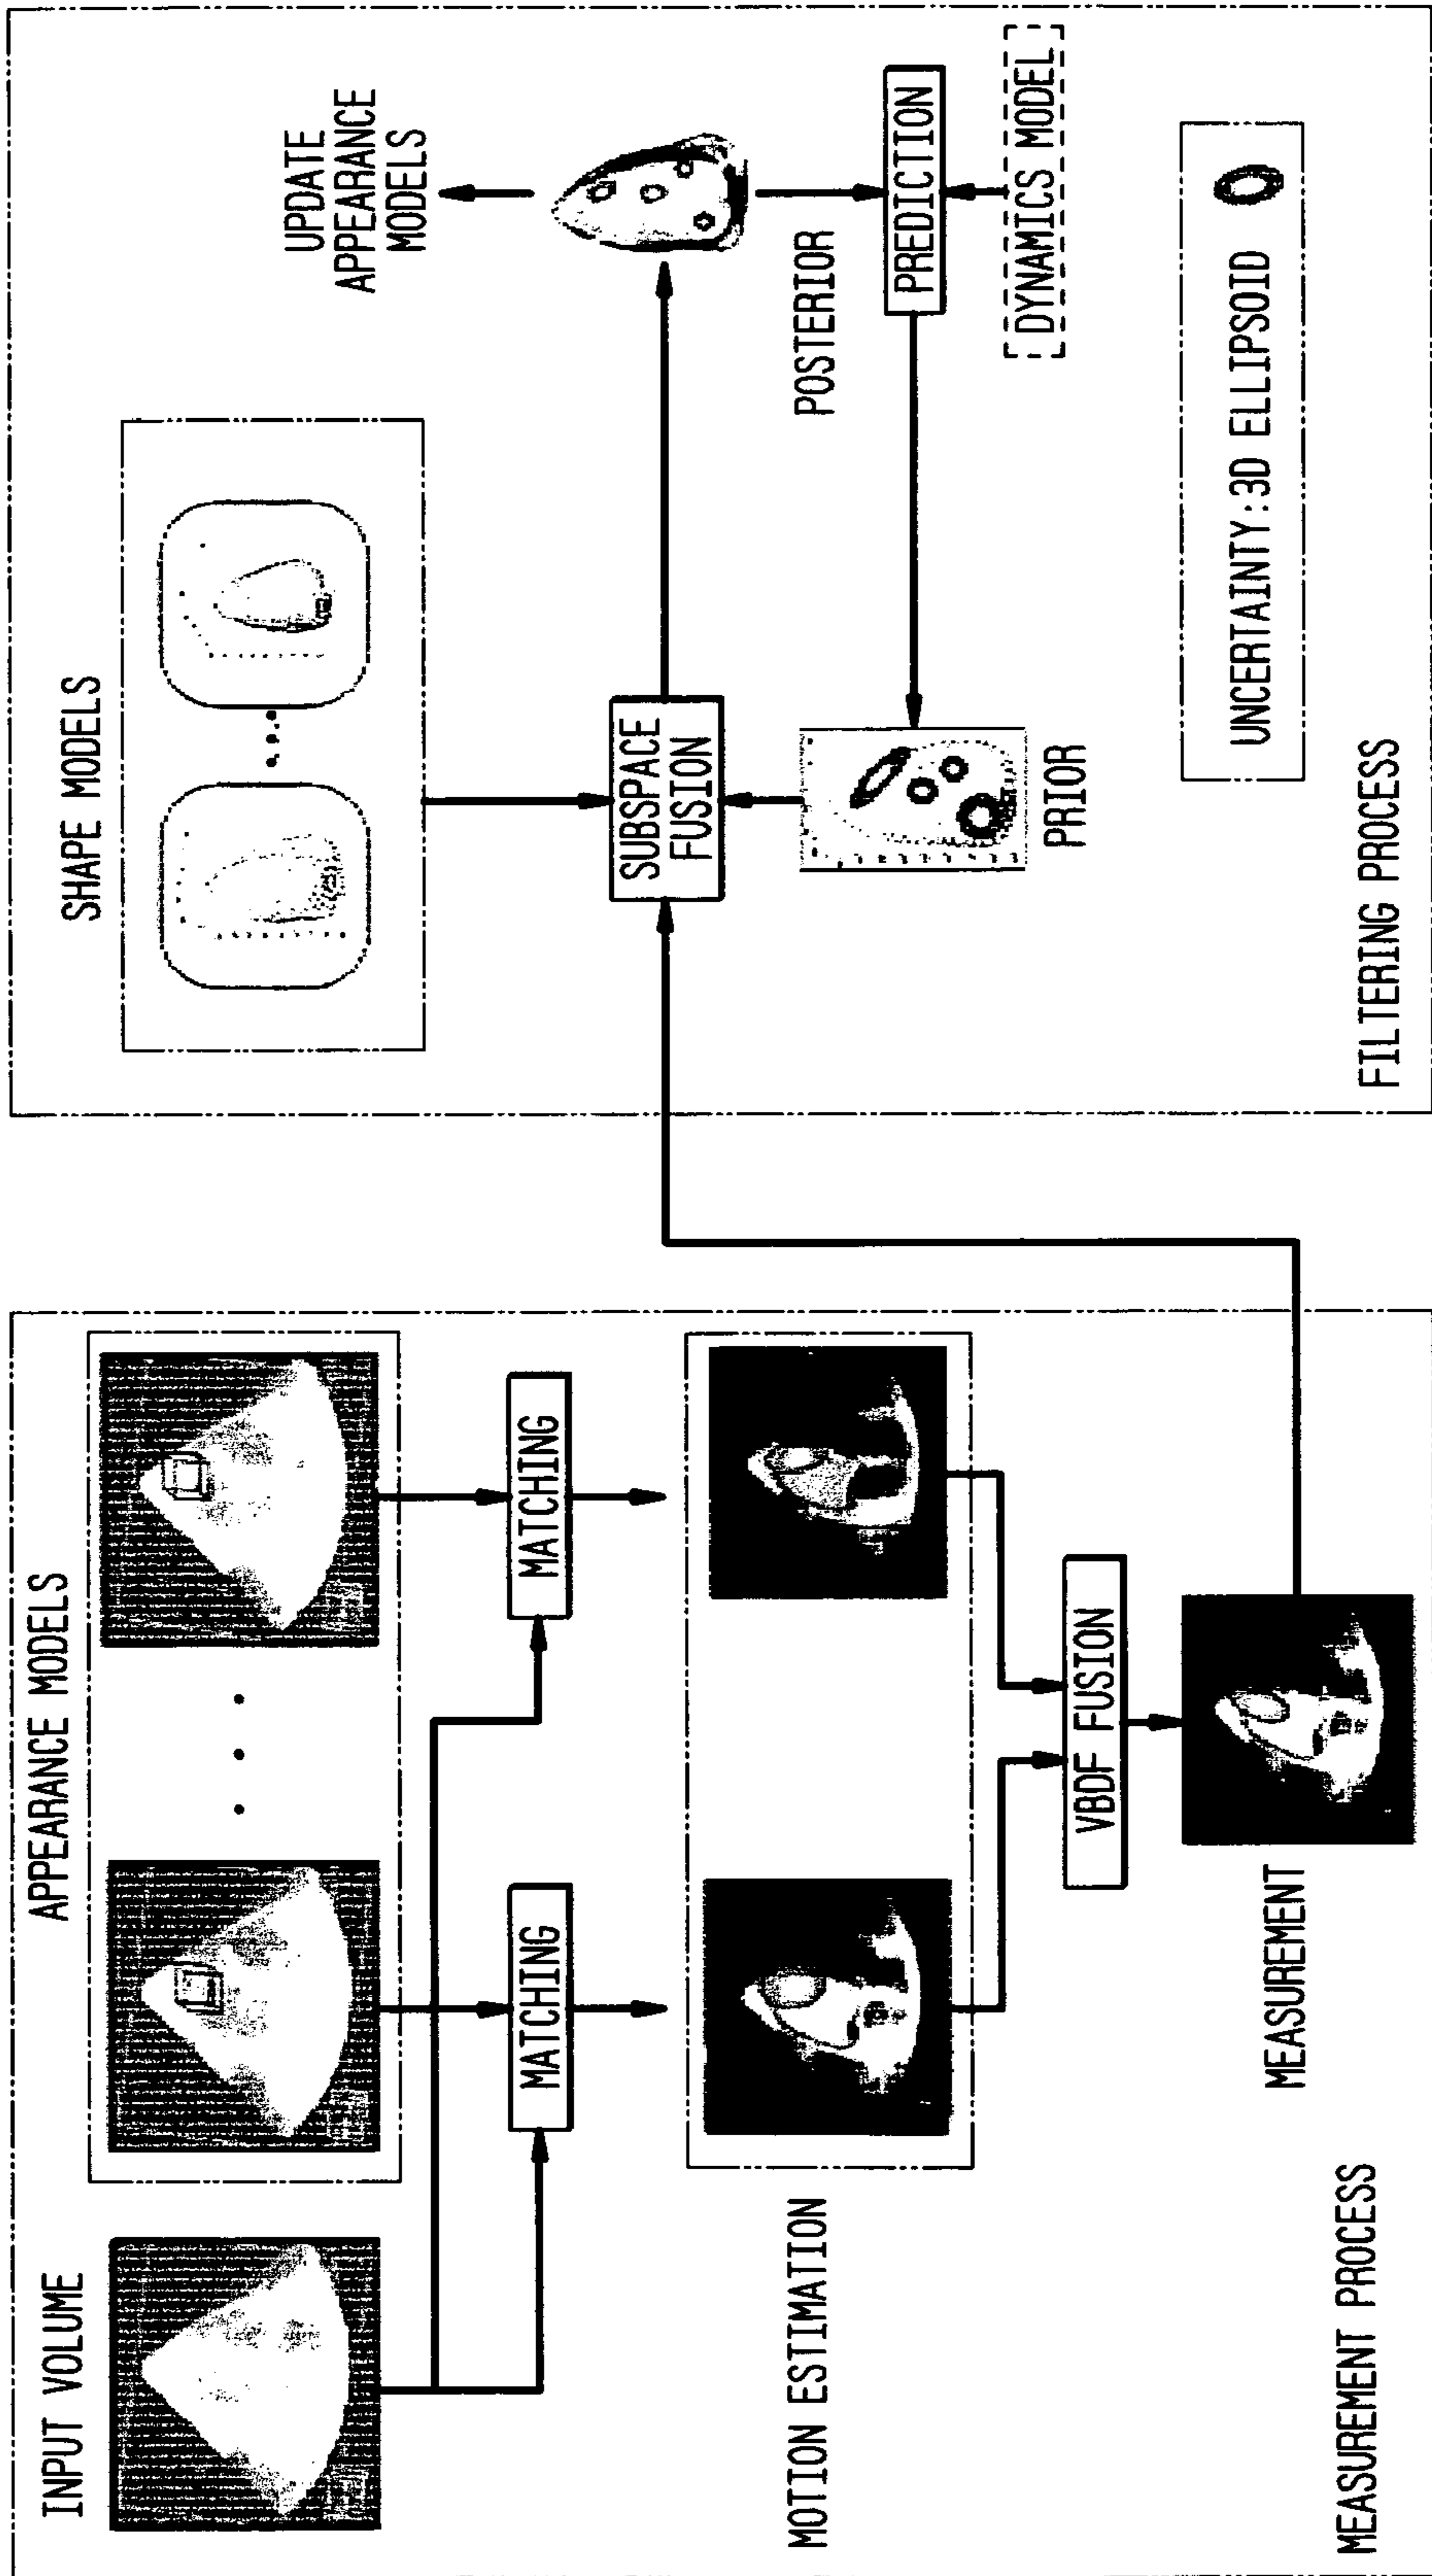 INPUT VOLUME
APPEARANCE MODELS
MATCHING
MATCHING
MOTION ESTIMATION
VBDF FUSION
MEASUREMENT
MEASUREMENT PROCESS
SHAPE MODELS
UPDATE
APPEARANCE
MODELS
SUBSPACE
FUSION
POSTERIOR
PREDICTION
PRIOR
DYNAMICS MODEL
UNCERTAINTY:3D ELLIPSOID
FILTERING PROCESS